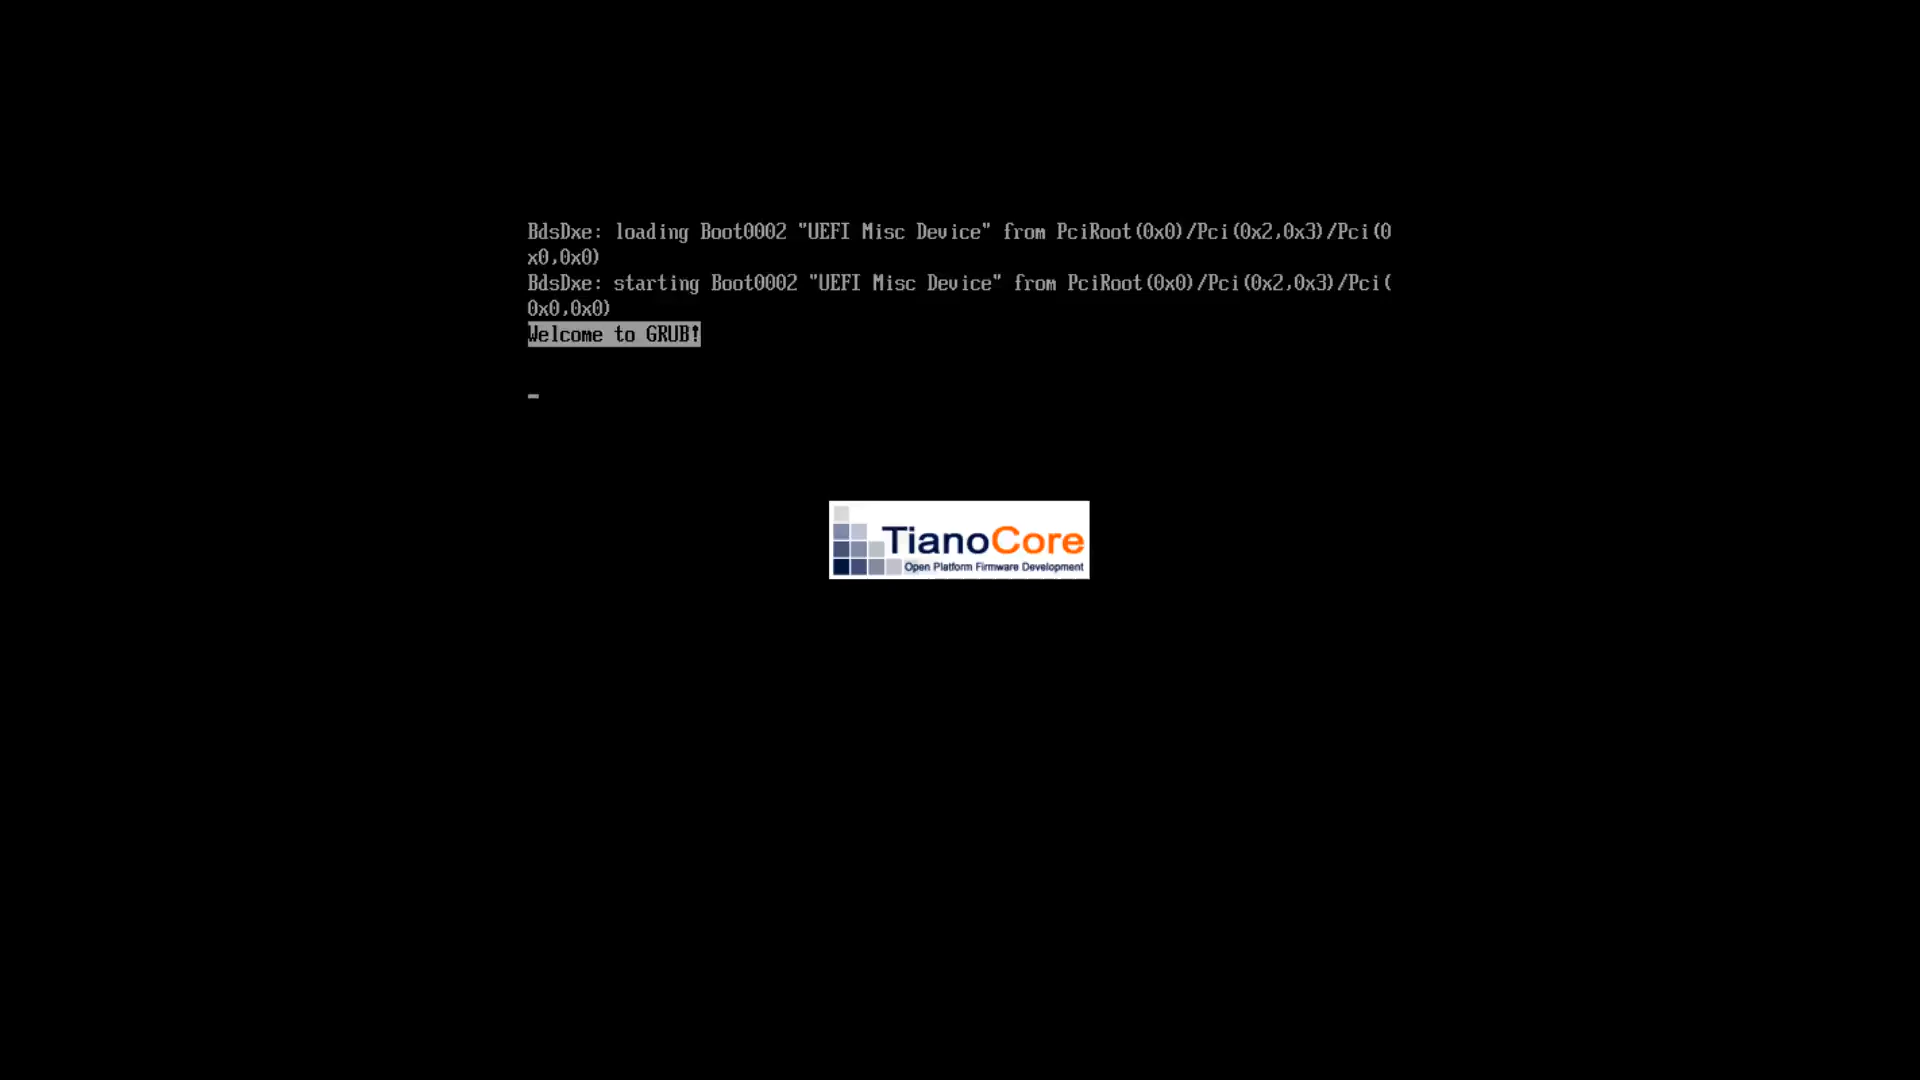 BdsDxe: loading Boot0002 "UEFI Misc Device" from PciRoot(0x0)/Pci(0x2,0x3)/Pci(0
x0,0x0)
BdsDxe: starting Boot0002 "UEFI Misc Device" from PciRoot(0x0)/Pci(0x2,0x3)/Pci(
0x0,0x0)
Welcome to GRUB!
TianoCore
Open Platform Firmware Development